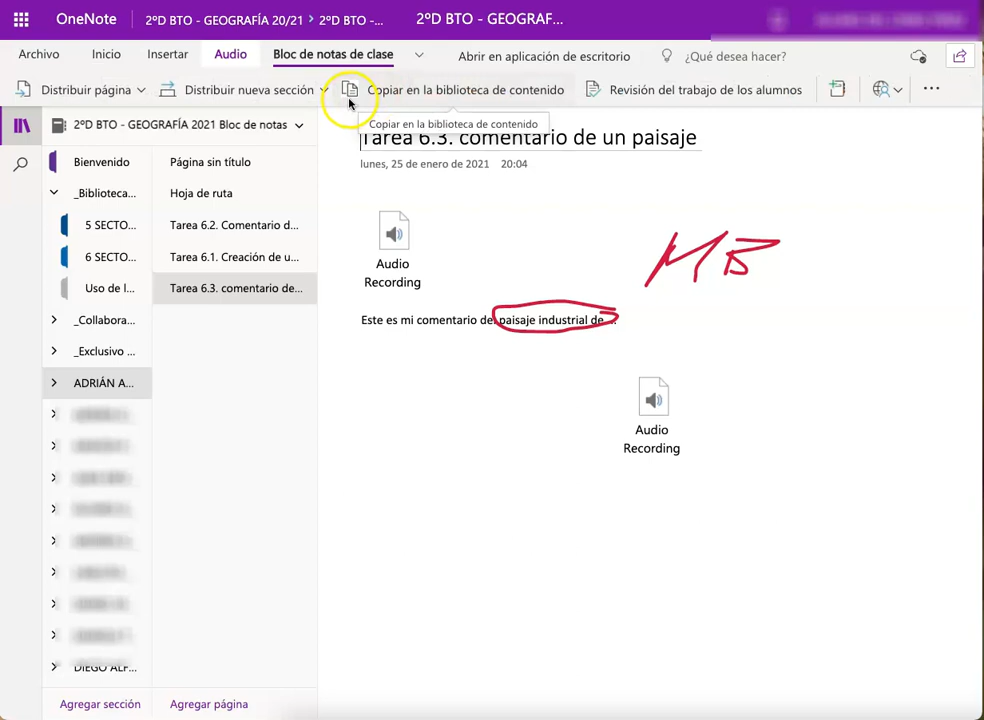 OneNote
2ºD BTO - GEOGRAFÍA 20/21 › 2ºD BTO -...
2ºD BTO - GEOGRAF...
Archivo
Inicio
Insertar
Audio
Bloc de notas de clase
Abrir en aplicación de escritorio
¿Qué desea hacer?
Distribuir página
Distribuir nueva sección
Copiar en la biblioteca de contenido
Revisión del trabajo de los alumnos
...
Copiar en la biblioteca de contenido
2ºD BTO - GEOGRAFÍA 2021 Bloc de notas
Bienvenido
_Biblioteca...
5 SECTO...
6 SECTO...
Uso de l...
_Collabora...
_Exclusivo ...
ADRIÁN A...
DIEGO ALF...
Agregar sección
Página sin título
Hoja de ruta
Tarea 6.2. Comentario d...
Tarea 6.1. Creación de u...
Tarea 6.3. comentario de...
Agregar página
Tarea 6.3. comentario de un paisaje
lunes, 25 de enero de 2021 20:04
Audio
Recording
MB
Este es mi comentario del paisaje industrial de ...
Audio
Recording